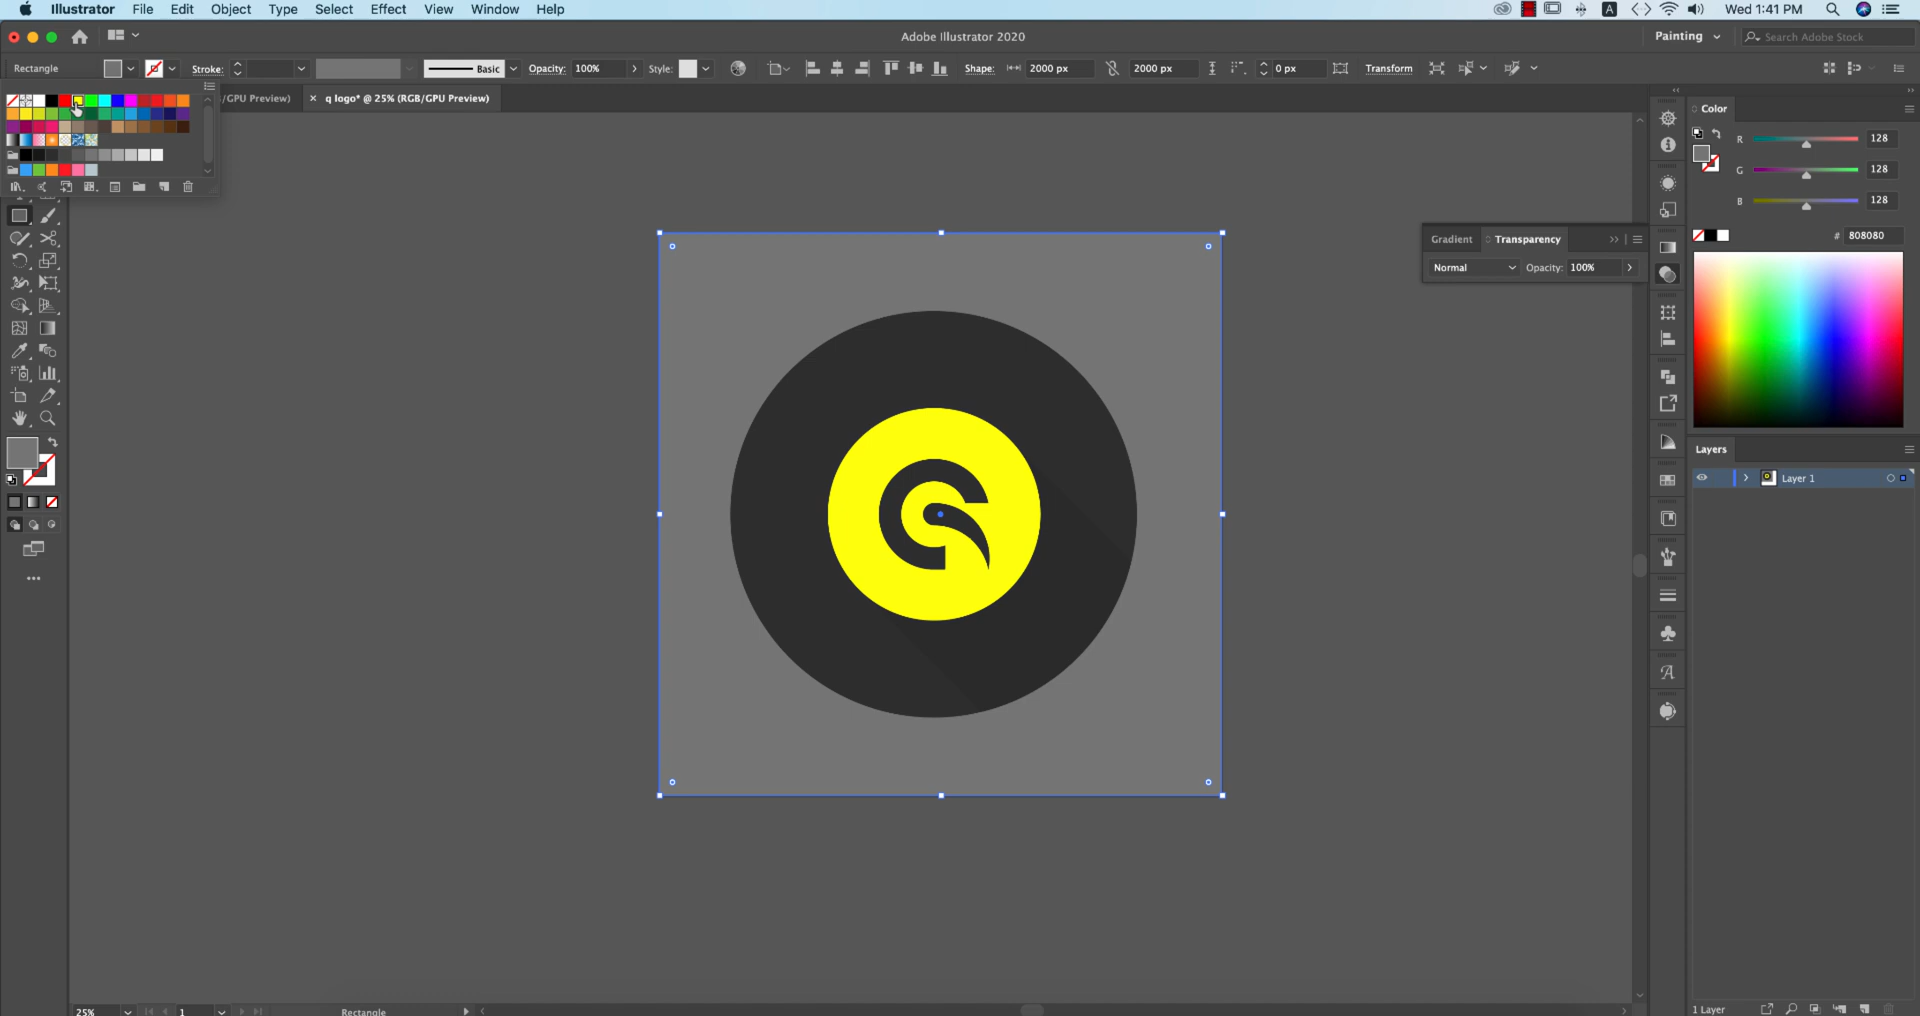 Illustrator File Edit Object Type Select Effect View Window Help
A Wed 1:41 PM
Adobe Illustrator 2020
Painting Search Adobe Stock
Rectangle Stroke: Basic Opacity: 100% Style: Shape: 2000 px 2000 px 0 px Transform
/GPU Preview) × q logo* @ 25% (RGB/GPU Preview)
Color
R 128
G 128
B 128
# 808080
Gradient Transparency
Normal Opacity: 100%
Layers
Layer 1
25% 1 Rectangle
1 Layer